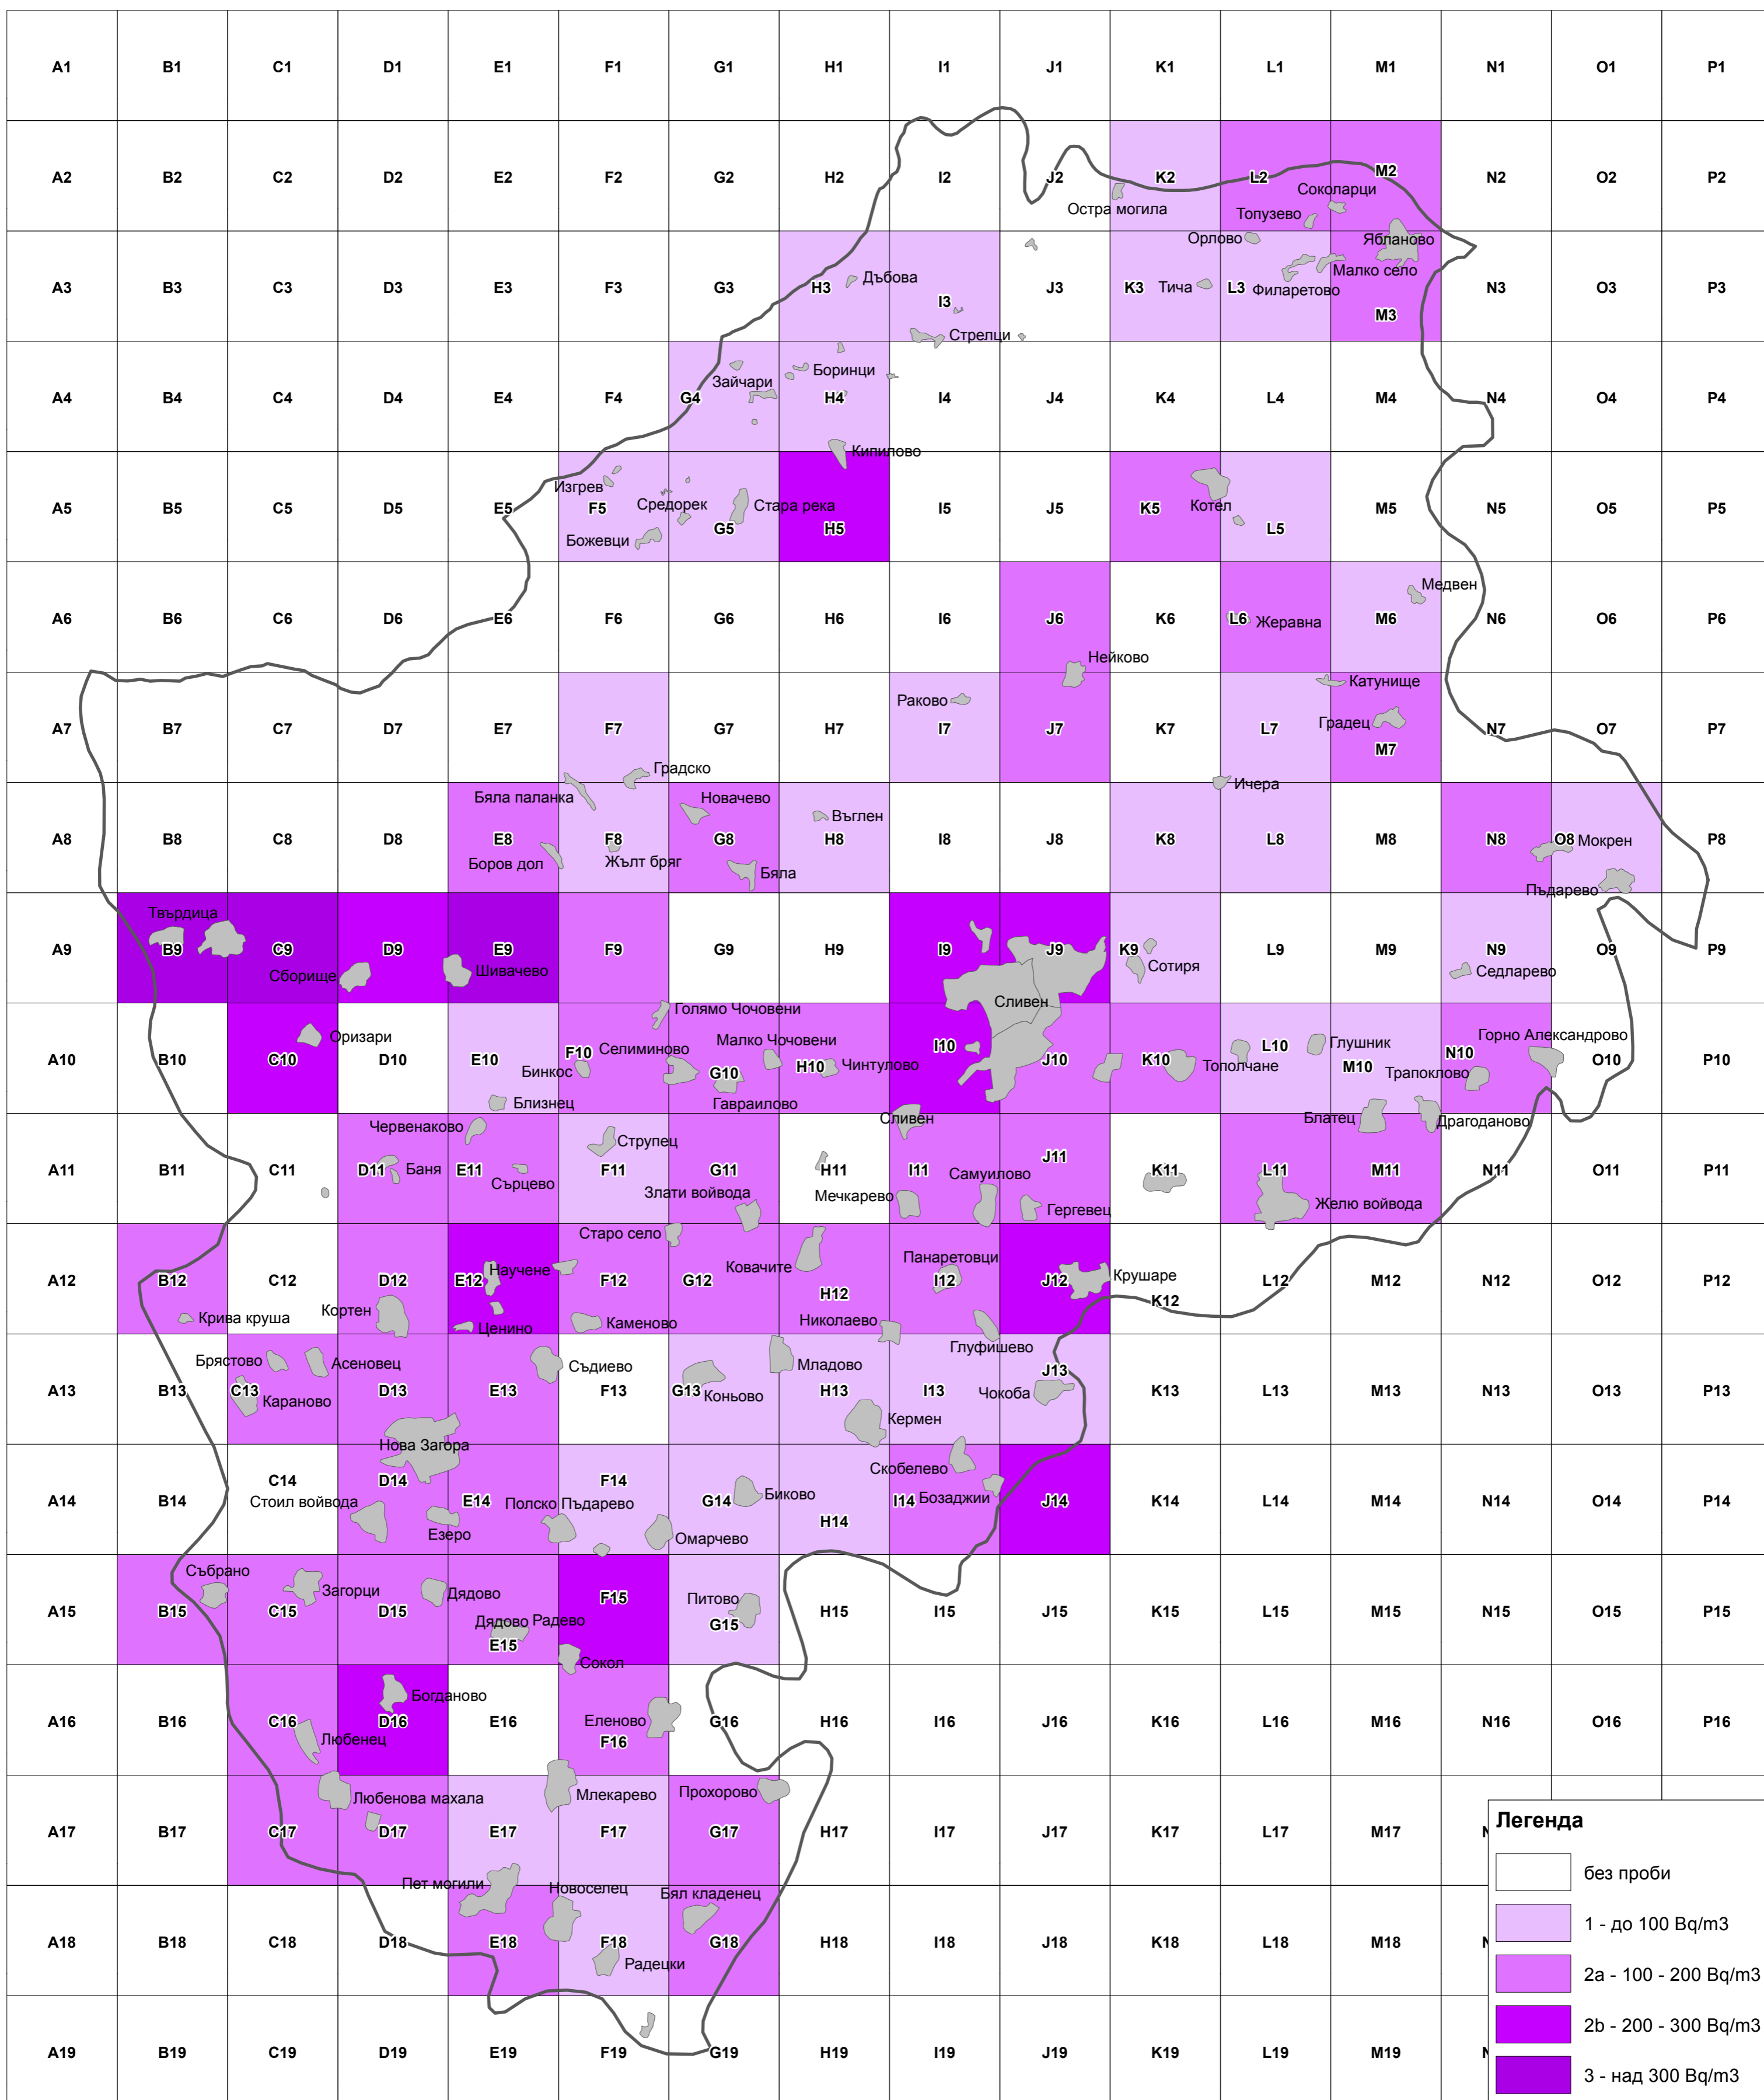 A1 B1 C1 D1 E1 F1 G1 H1 I1 J1 K1 L1 M1 N1 O1 P1
A2 B2 C2 D2 E2 F2 G2 H2 I2 J2 K2 L2 M2 N2 O2 P2
Соколарци
Остра могила Топузево
Орлово Ябланово
Дъбова Малко село
A3 B3 C3 D3 E3 F3 G3 H3 I3 J3 K3 Тича L3 Филаретово M3 N3 O3 P3
Стрелци
Зайчари Боринци
A4 B4 C4 D4 E4 F4 G4 H4 I4 J4 K4 L4 M4 N4 O4 P4
Кипилово
Изгрев Средорек Стара река Котел
A5 B5 C5 D5 E5 F5 G5 H5 I5 J5 K5 L5 M5 N5 O5 P5
Божевци
Медвен
A6 B6 C6 D6 E6 F6 G6 H6 I6 J6 K6 L6 Жеравна M6 N6 O6 P6
Нейково
Раково Катунище
Градец
A7 B7 C7 D7 E7 F7 G7 H7 I7 J7 K7 L7 M7 N7 O7 P7
Градско
Ичера
Бяла паланка Новачево
Въглен
A8 B8 C8 D8 E8 F8 G8 H8 I8 J8 K8 L8 M8 N8 O8 Мокрен P8
Боров дол Жълт бряг
Бяла Пъдарево
Твърдица
A9 B9 C9 D9 E9 F9 G9 H9 I9 J9 K9 L9 M9 N9 O9 P9
Сборище Шивачево Сотиря Седларево
Сливен
Голямо Чочовени
Оризари Селиминово Малко Чочовени Глушник Горно Александрово
A10 B10 C10 D10 E10 F10 G10 H10 Чинтулово I10 J10 K10 Тополчане L10 M10 N10 O10 P10
Бинкос Трапоклово
Близнец Гавраилово
Сливен Блатец Драгоданово
Червенаково Струпец
A11 B11 C11 D11 Баня E11 F11 G11 H11 I11 J11 K11 L11 M11 N11 O11 P11
Сърцево Самуилово
Злати войвода Мечкарево Гергевец Желю войвода
Старо село
Научене Ковачите Панаретовци Крушаре
A12 B12 C12 D12 E12 F12 G12 H12 I12 J12 K12 L12 M12 N12 O12 P12
Крива круша Кортен Ценино Каменово Николаево
Глуфишево
Брястово Асеновец Съдиево Младово
A13 B13 C13 D13 E13 F13 G13 H13 I13 J13 K13 L13 M13 N13 O13 P13
Караново Коньово Чокоба
Кермен
Нова Загора
Скобелево
A14 B14 C14 D14 E14 F14 G14 H14 I14 J14 K14 L14 M14 N14 O14 P14
Стоил войвода Полско Пъдарево Биково Бозаджии
Езеро Омарчево
Събрано Загорци Дядово Питово
A15 B15 C15 D15 E15 F15 G15 H15 I15 J15 K15 L15 M15 N15 O15 P15
Дядово Радево
Сокол
Богданово
A16 B16 C16 D16 E16 F16 G16 H16 I16 J16 K16 L16 M16 N16 O16 P16
Любенец Еленово
Любенова махала Млекарево Прохорово
A17 B17 C17 D17 E17 F17 G17 H17 I17 J17 K17 L17 M17
Пет могили Новоселец Бял кладенец
A18 B18 C18 D18 E18 F18 G18 H18 I18 J18 K18 L18 M18
Радецки
A19 B19 C19 D19 E19 F19 G19 H19 I19 J19 K19 L19 M19
Легенда
без проби
1 - до 100 Bq/m3
2a - 100 - 200 Bq/m3
2b - 200 - 300 Bq/m3
3 - над 300 Bq/m3